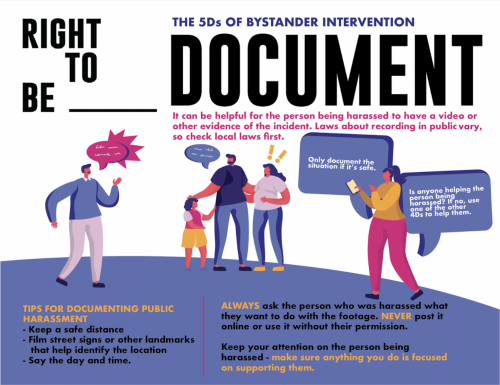 RIGHT
TO
BE ______
THE 5Ds OF BYSTANDER INTERVENTION
DOCUMENT
It can be helpful for the person being harassed to have a video or
other evidence of the incident. Laws about recording in public vary,
so check local laws first.
Only document the
situation if it's safe.
Is anyone helping the
person being
harassed? If no, use
one of the other
4Ds to help them.
TIPS FOR DOCUMENTING PUBLIC
HARASSMENT
- Keep a safe distance
- Film street signs or other landmarks
that help identify the location
- Say the day and time.
ALWAYS ask the person who was harassed what
they want to do with the footage. NEVER post it
online or use it without their permission.
Keep your attention on the person being
harassed - make sure anything you do is focused
on supporting them.